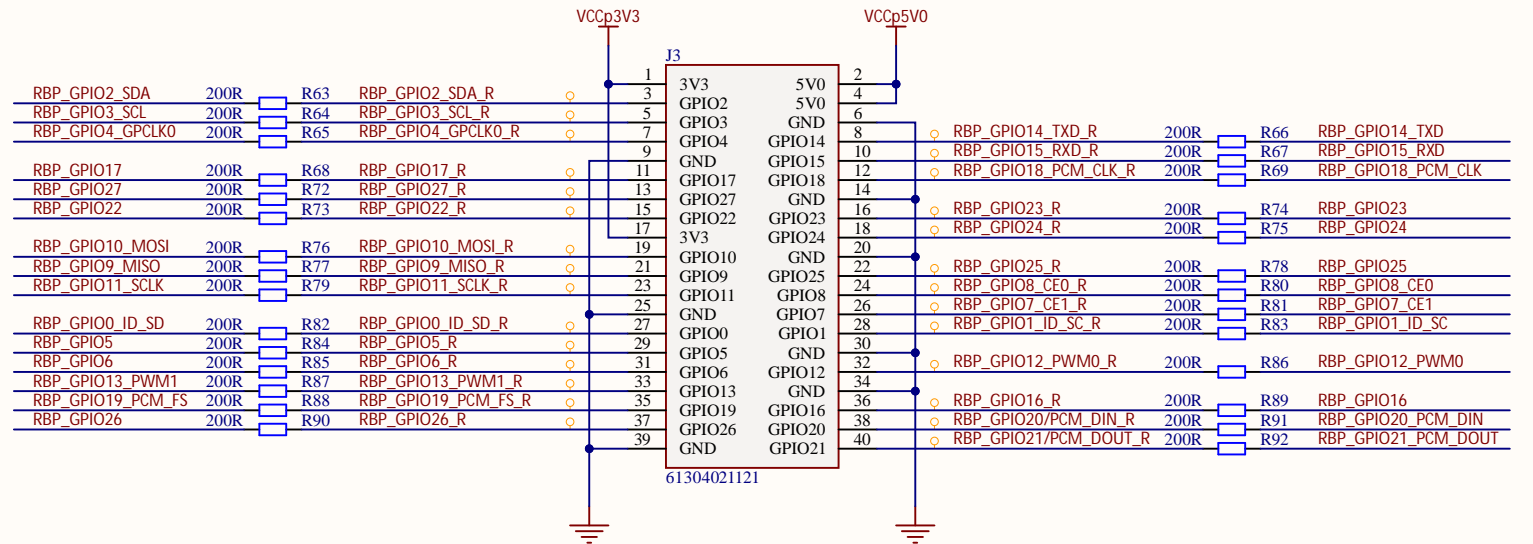 VCCp3V3 VCCp5V0
J3
1 3V3 5V0 2
RBP_GPIO2_SDA 200R R63 RBP_GPIO2_SDA_R 3 GPIO2 5V0 4
RBP_GPIO3_SCL 200R R64 RBP_GPIO3_SCL_R 5 GPIO3 GND 6
RBP_GPIO4_GPCLK0 200R R65 RBP_GPIO4_GPCLK0_R 7 GPIO4 GPIO14 8 RBP_GPIO14_TXD_R 200R R66 RBP_GPIO14_TXD
9 GND GPIO15 10 RBP_GPIO15_RXD_R 200R R67 RBP_GPIO15_RXD
RBP_GPIO17 200R R68 RBP_GPIO17_R 11 GPIO17 GPIO18 12 RBP_GPIO18_PCM_CLK_R 200R R69 RBP_GPIO18_PCM_CLK
RBP_GPIO27 200R R72 RBP_GPIO27_R 13 GPIO27 GND 14
RBP_GPIO22 200R R73 RBP_GPIO22_R 15 GPIO22 GPIO23 16 RBP_GPIO23_R 200R R74 RBP_GPIO23
17 3V3 GPIO24 18 RBP_GPIO24_R 200R R75 RBP_GPIO24
RBP_GPIO10_MOSI 200R R76 RBP_GPIO10_MOSI_R 19 GPIO10 GND 20
RBP_GPIO9_MISO 200R R77 RBP_GPIO9_MISO_R 21 GPIO9 GPIO25 22 RBP_GPIO25_R 200R R78 RBP_GPIO25
RBP_GPIO11_SCLK 200R R79 RBP_GPIO11_SCLK_R 23 GPIO11 GPIO8 24 RBP_GPIO8_CE0_R 200R R80 RBP_GPIO8_CE0
25 GND GPIO7 26 RBP_GPIO7_CE1_R 200R R81 RBP_GPIO7_CE1
RBP_GPIO0_ID_SD 200R R82 RBP_GPIO0_ID_SD_R 27 GPIO0 GPIO1 28 RBP_GPIO1_ID_SC_R 200R R83 RBP_GPIO1_ID_SC
RBP_GPIO5 200R R84 RBP_GPIO5_R 29 GPIO5 GND 30
RBP_GPIO6 200R R85 RBP_GPIO6_R 31 GPIO6 GPIO12 32 RBP_GPIO12_PWM0_R 200R R86 RBP_GPIO12_PWM0
RBP_GPIO13_PWM1 200R R87 RBP_GPIO13_PWM1_R 33 GPIO13 GND 34
RBP_GPIO19_PCM_FS 200R R88 RBP_GPIO19_PCM_FS_R 35 GPIO19 GPIO16 36 RBP_GPIO16_R 200R R89 RBP_GPIO16
RBP_GPIO26 200R R90 RBP_GPIO26_R 37 GPIO26 GPIO20 38 RBP_GPIO20/PCM_DIN_R 200R R91 RBP_GPIO20_PCM_DIN
39 GND GPIO21 40 RBP_GPIO21/PCM_DOUT_R 200R R92 RBP_GPIO21_PCM_DOUT
61304021121